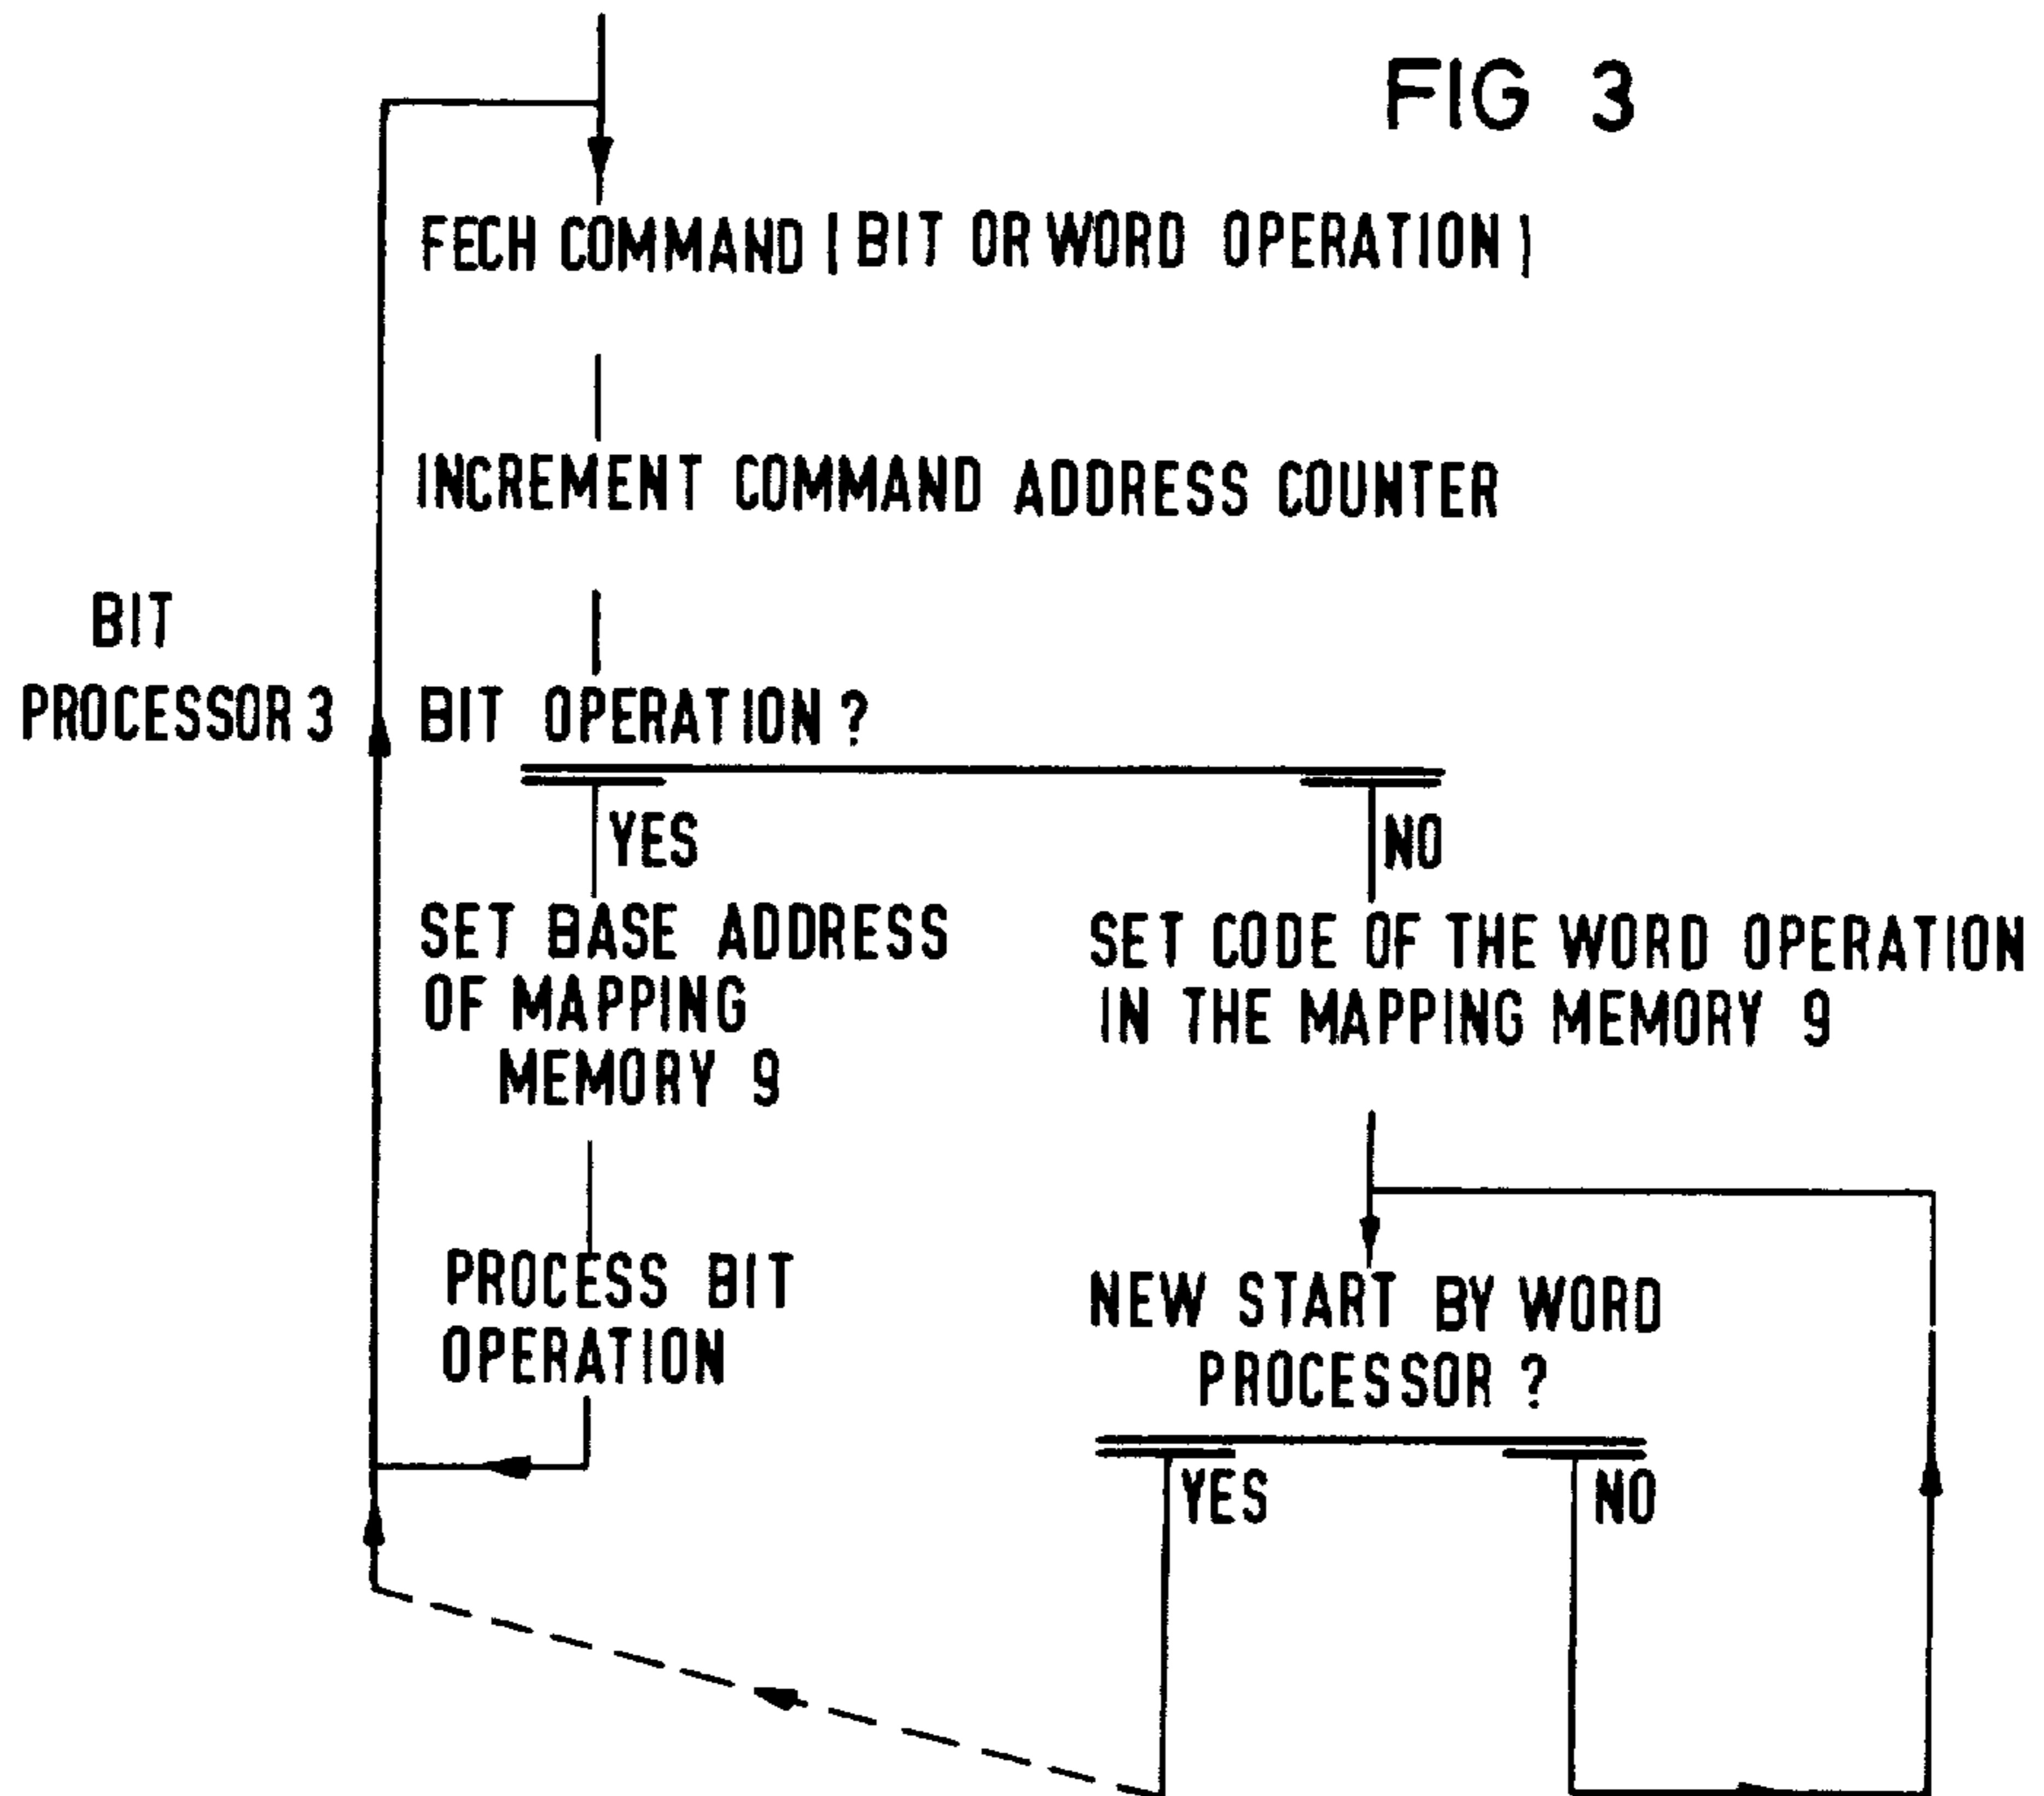 FIG 3
FECH COMMAND (BIT OR WORD OPERATION)
INCREMENT COMMAND ADDRESS COUNTER
BIT
PROCESSOR 3
BIT OPERATION ?
YES
NO
SET BASE ADDRESS
OF MAPPING
MEMORY 9
SET CODE OF THE WORD OPERATION
IN THE MAPPING MEMORY 9
PROCESS BIT
OPERATION
NEW START BY WORD
PROCESSOR ?
YES
NO